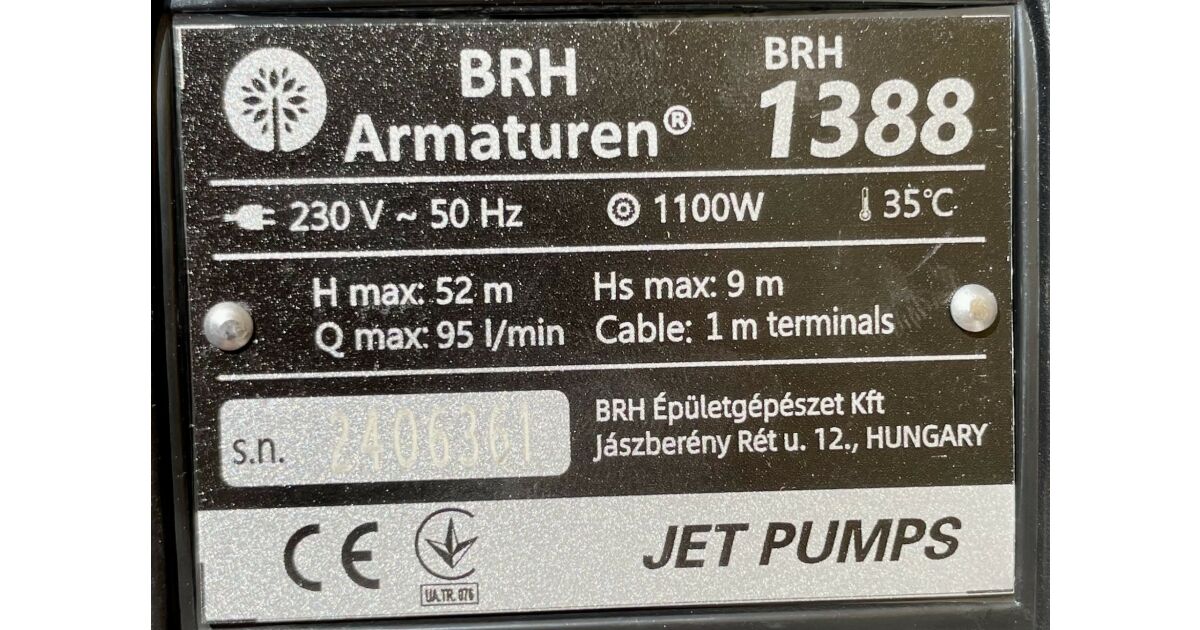 BRH
Armaturen®
BRH
1388
230 V ~ 50 Hz
1100W
35℃
H max: 52 m
Hs max: 9 m
Q max: 95 l/min
Cable: 1 m terminals
s.n. 2406361
BRH Épületgépészet Kft
Jászberény Rét u. 12., HUNGARY
CE
UA.TR. 076
JET PUMPS